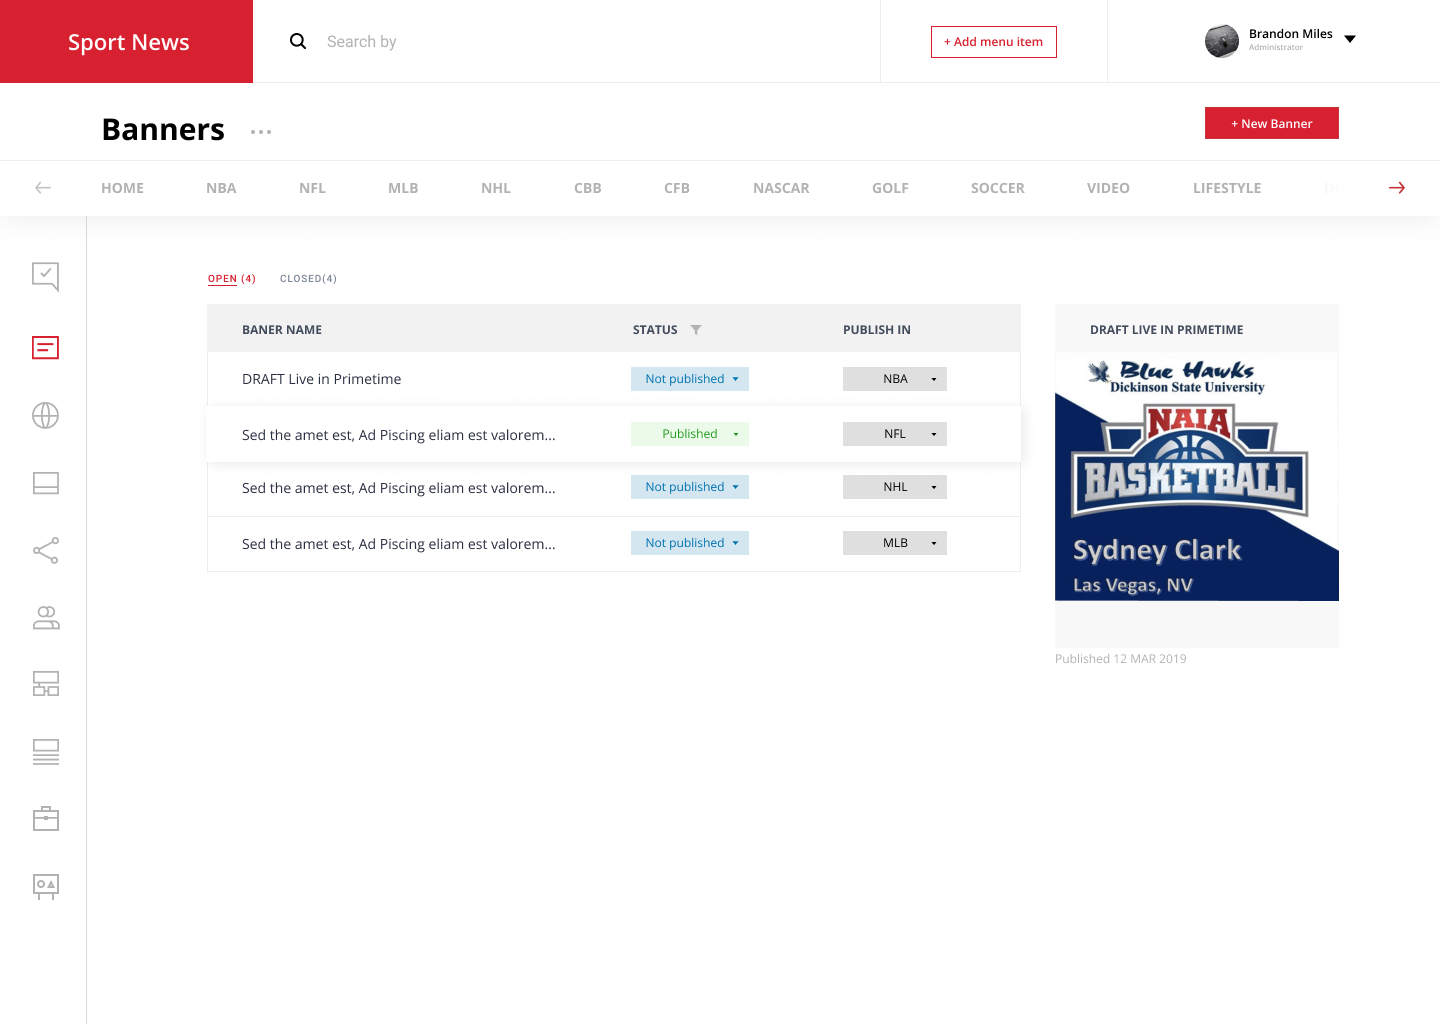 Sport News
Search by
+ Add menu item
Brandon Miles
Administrator
Banners
+ New Banner
HOME NBA NFL MLB NHL CBB CFB NASCAR GOLF SOCCER VIDEO LIFESTYLE
OPEN (4) CLOSED(4)
BANER NAME STATUS PUBLISH IN
DRAFT Live in Primetime Not published NBA
Sed the amet est, Ad Piscing eliam est valorem... Published NFL
Sed the amet est, Ad Piscing eliam est valorem... Not published NHL
Sed the amet est, Ad Piscing eliam est valorem... Not published MLB
DRAFT LIVE IN PRIMETIME
Blue Hawks
Dickinson State University
NAIA
BASKETBALL
Sydney Clark
Las Vegas, NV
Published 12 MAR 2019